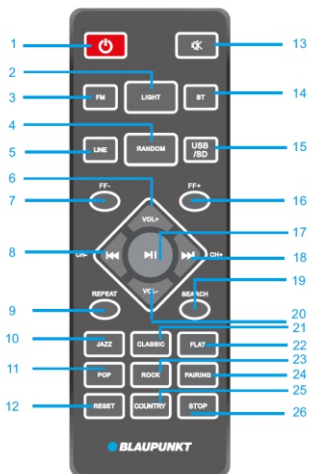 1
13
2
3
FM
LIGHT
BT
14
4
5
LINE
RANDOM
USB
/SD
15
6
FF-
FF+
7
16
VOL+
17
8
CH-
CH+
18
VOL-
19
REPEAT
SEARCH
9
20
21
10
JAZZ
CLASSIC
FLAT
22
23
11
POP
ROCK
PAIRING
24
25
12
RESET
COUNTRY
STOP
26
BLAUPUNKT